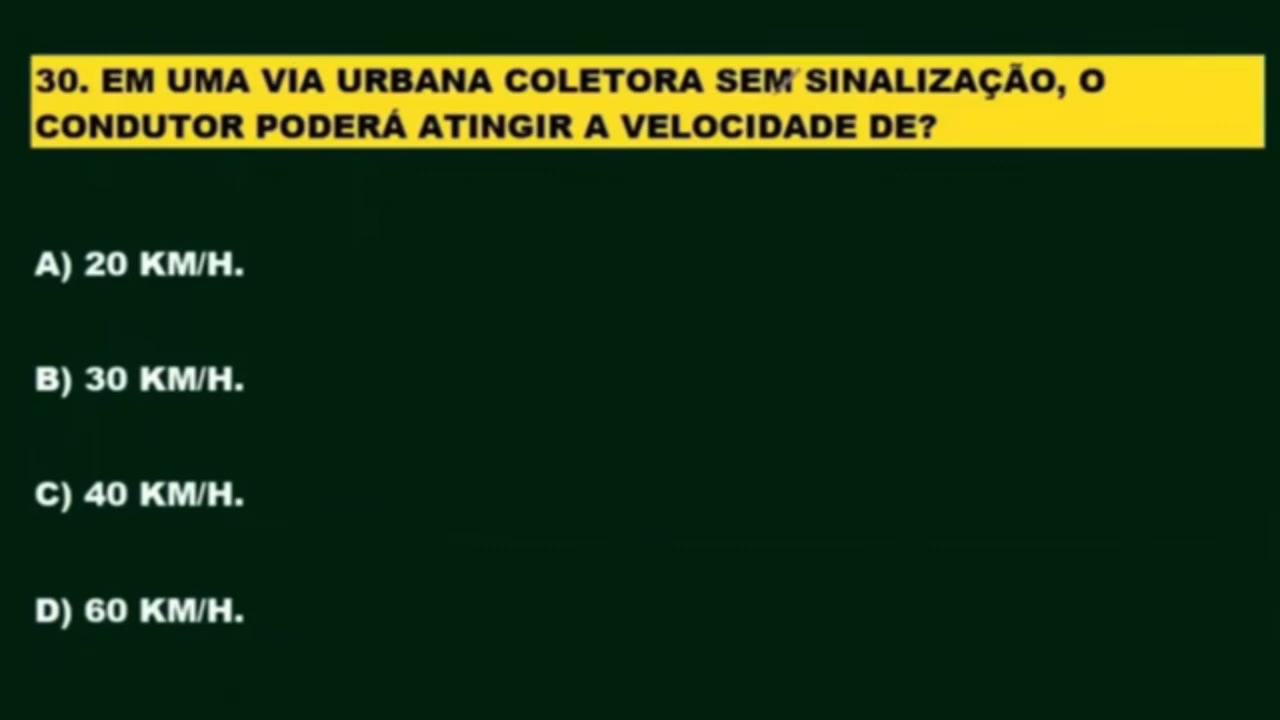 30. EM UMA VIA URBANA COLETORA SEM SINALIZAÇÃO, O
CONDUTOR PODERÁ ATINGIR A VELOCIDADE DE?
A) 20 KM/H.
B) 30 KM/H.
C) 40 KM/H.
D) 60 KM/H.